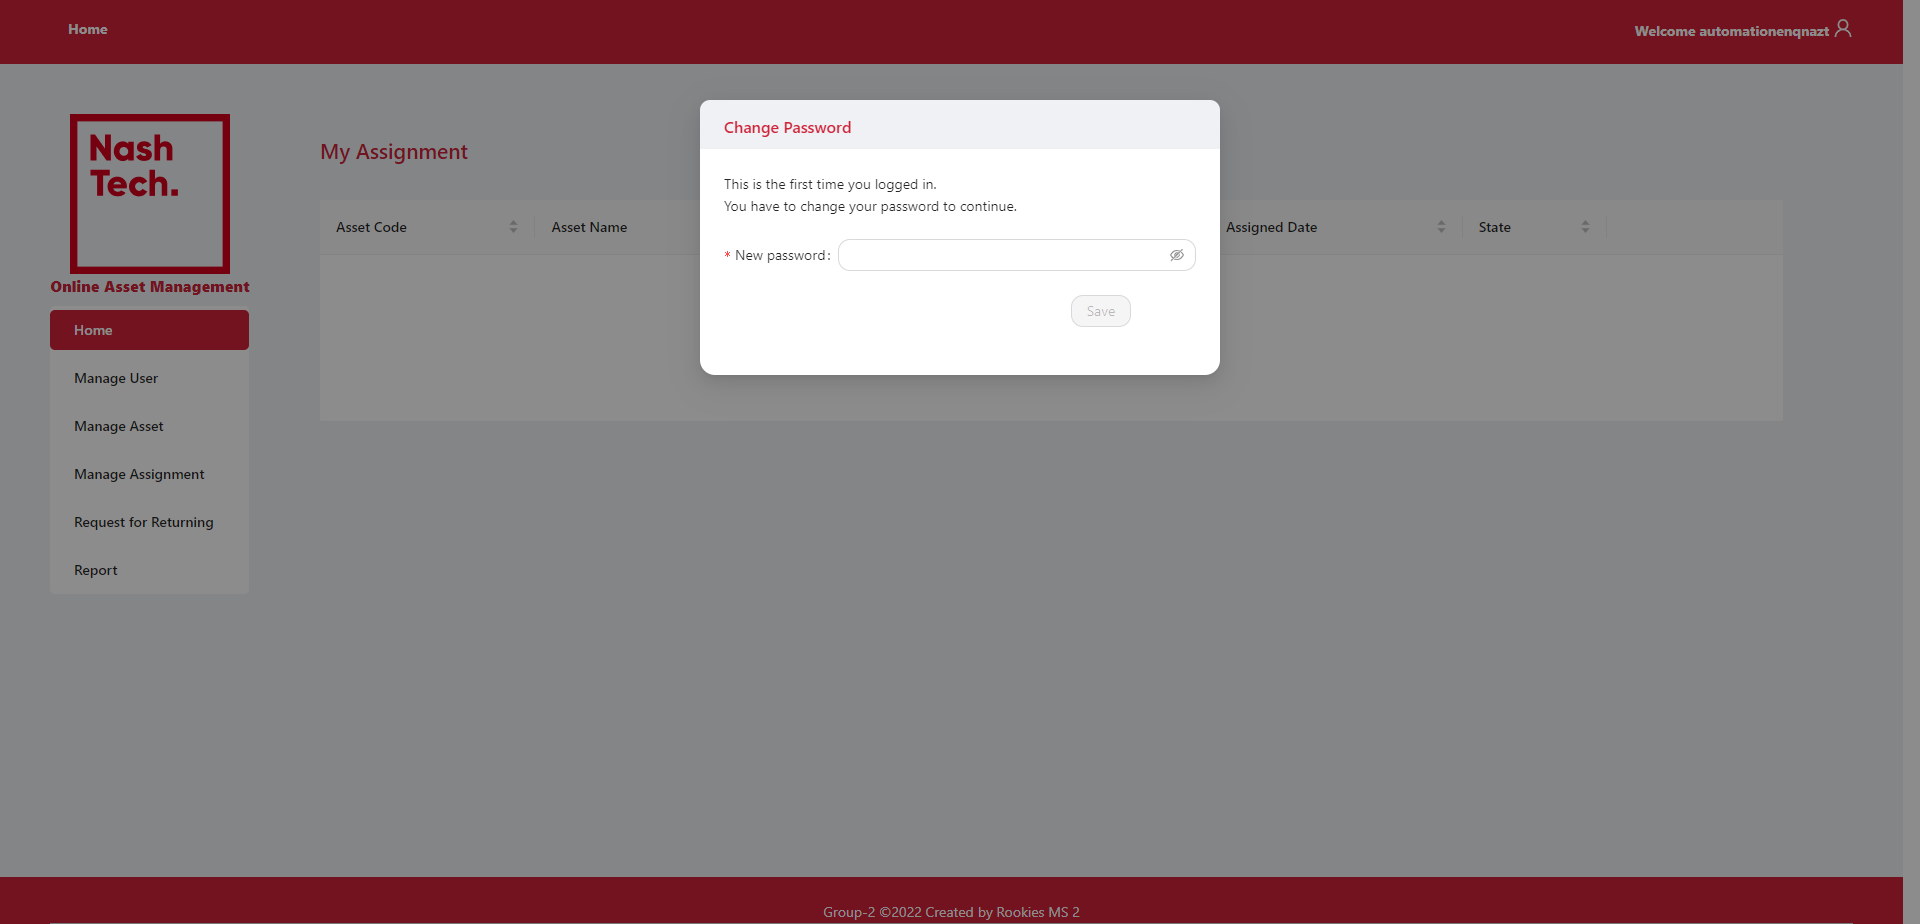 Home
Welcome automationenqnazt
Nash
Tech.
Online Asset Management
Home
Manage User
Manage Asset
Manage Assignment
Request for Returning
Report
My Assignment
Asset Code
Asset Name
Assigned Date
State
Change Password
This is the first time you logged in.
You have to change your password to continue.
* New password:
Save
Group-2 ©2022 Created by Rookies MS 2